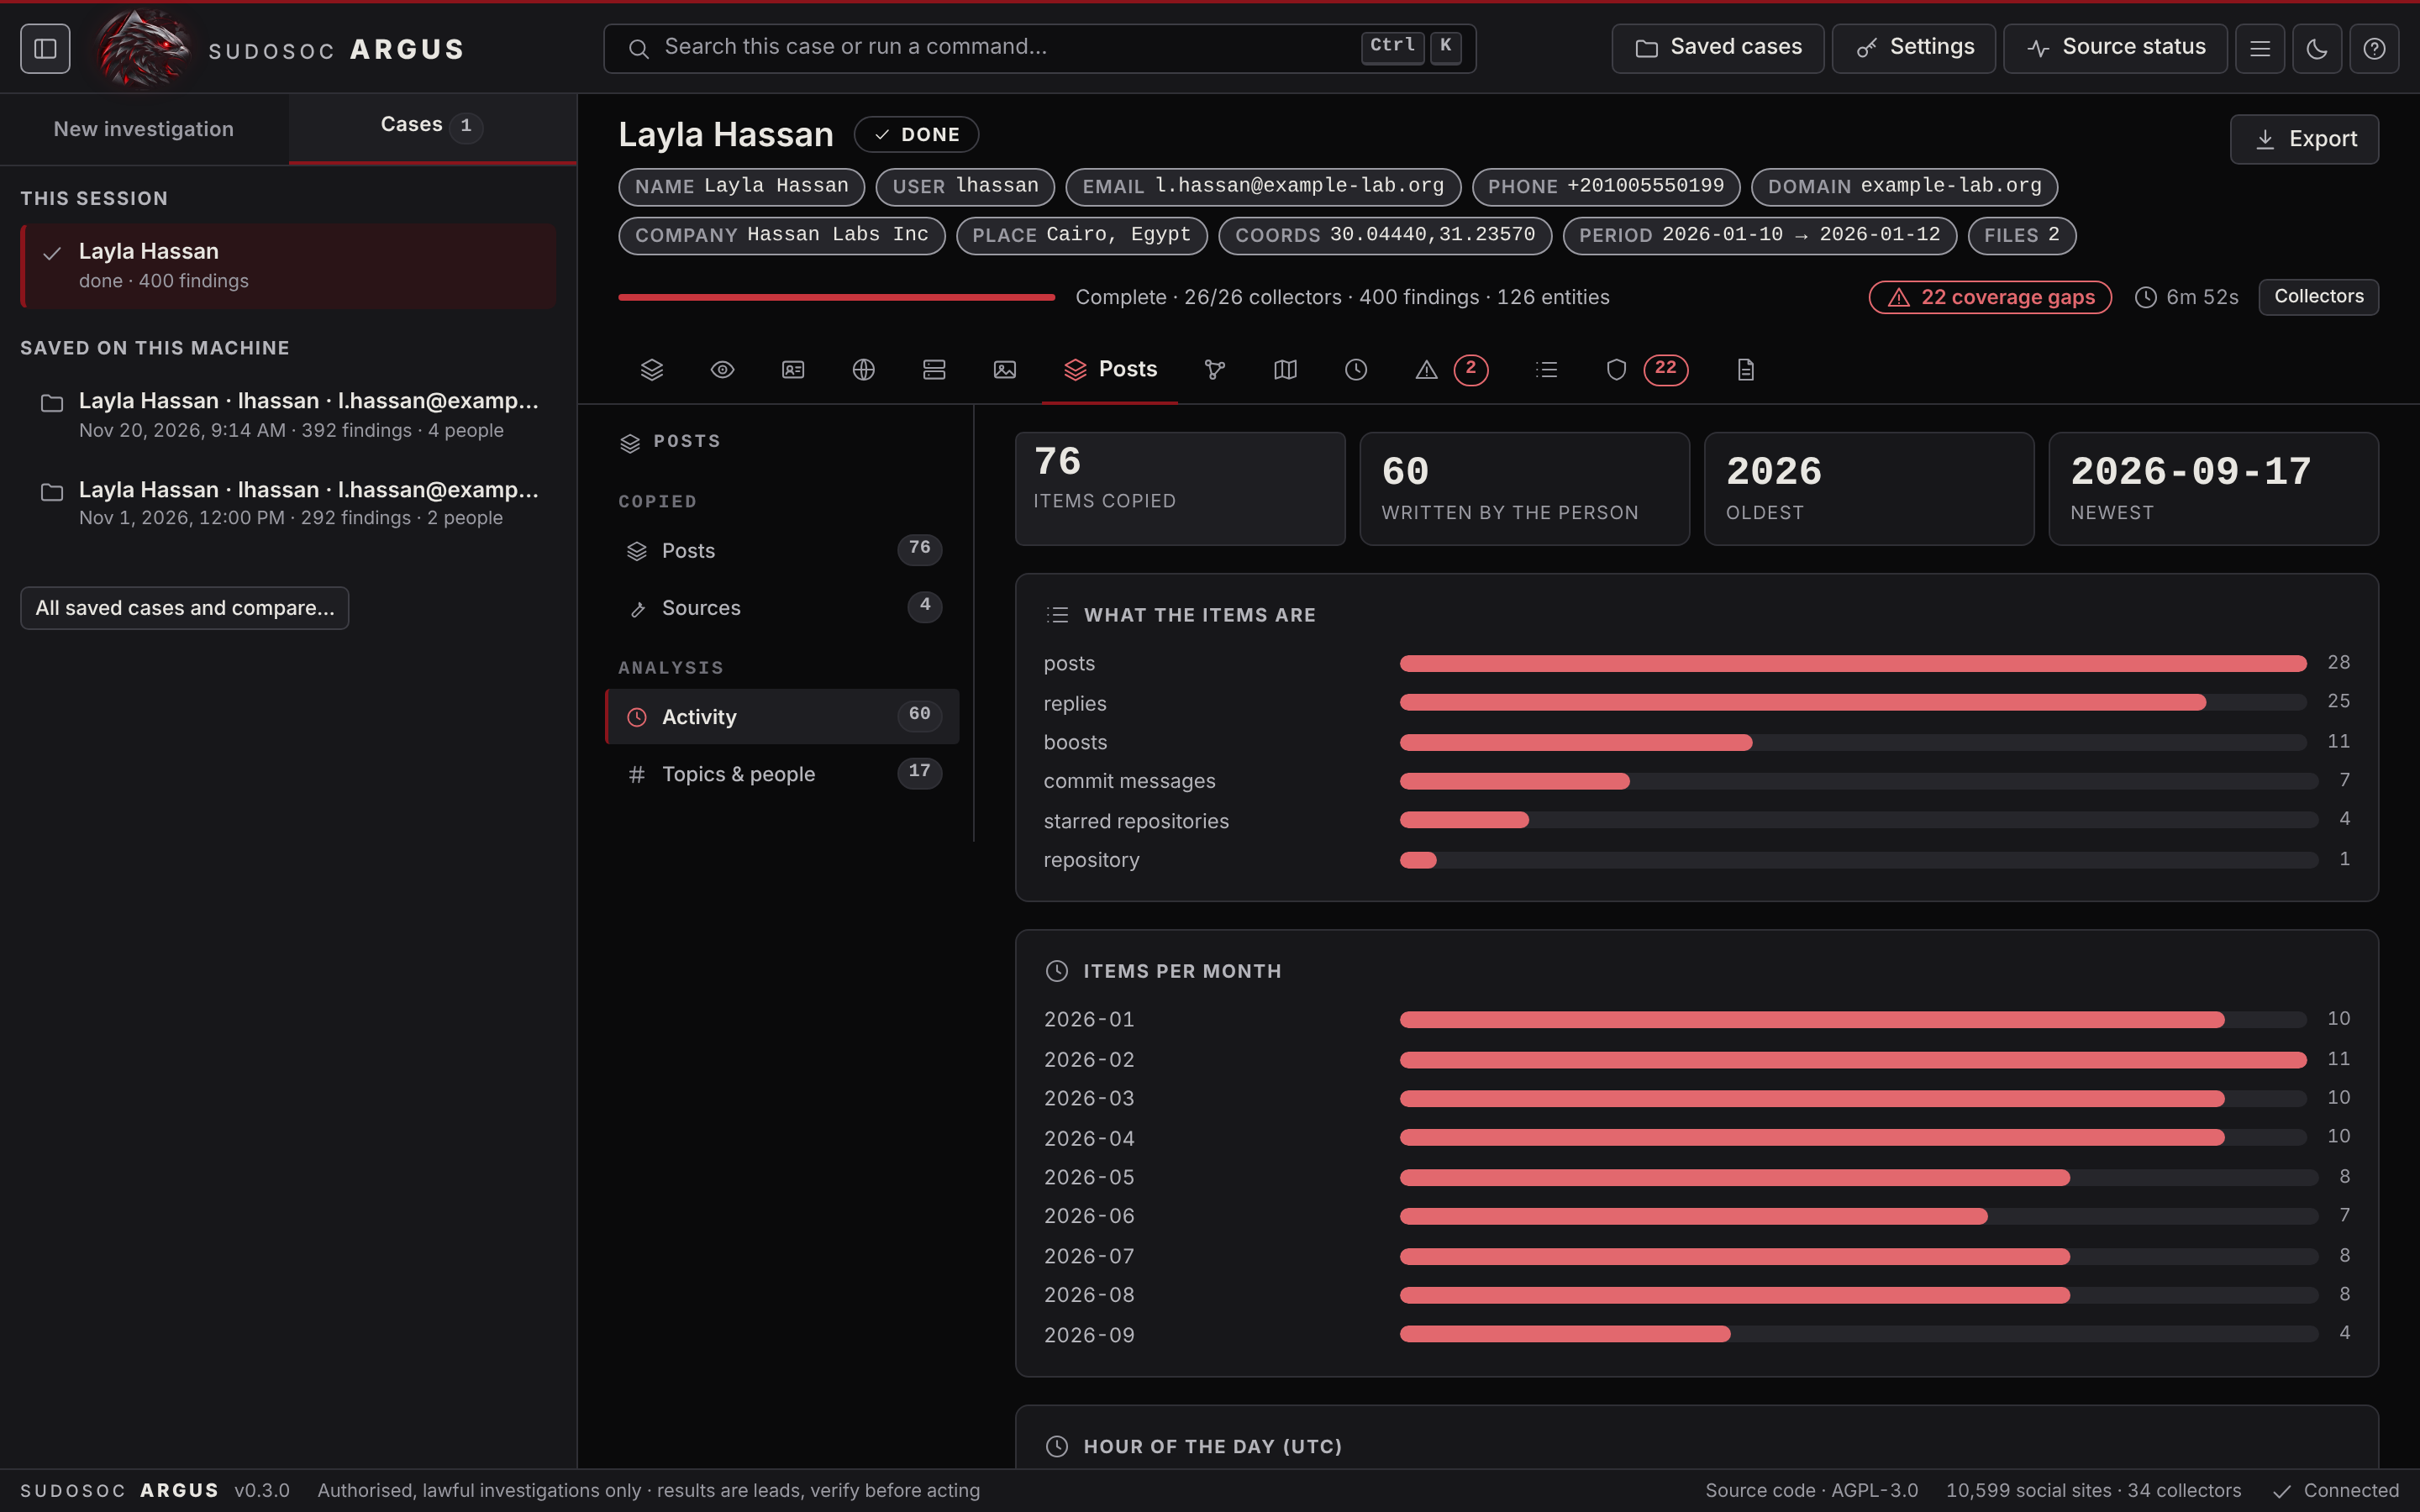 SUDOSOC ARGUS
Search this case or run a command... Ctrl K
Saved cases
Settings
Source status
New investigation
Cases 1
THIS SESSION
Layla Hassan
done · 400 findings
SAVED ON THIS MACHINE
Layla Hassan · lhassan · l.hassan@examp...
Nov 20, 2026, 9:14 AM · 392 findings · 4 people
Layla Hassan · lhassan · l.hassan@examp...
Nov 1, 2026, 12:00 PM · 292 findings · 2 people
All saved cases and compare...
Layla Hassan DONE
Export
NAME Layla Hassan USER lhassan EMAIL l.hassan@example-lab.org PHONE +201005550199 DOMAIN example-lab.org
COMPANY Hassan Labs Inc PLACE Cairo, Egypt COORDS 30.04440,31.23570 PERIOD 2026-01-10 → 2026-01-12 FILES 2
Complete · 26/26 collectors · 400 findings · 126 entities
22 coverage gaps 6m 52s Collectors
Posts 2 22
POSTS
COPIED
Posts 76
Sources 4
ANALYSIS
Activity 60
Topics & people 17
76
ITEMS COPIED
60
WRITTEN BY THE PERSON
2026
OLDEST
2026-09-17
NEWEST
WHAT THE ITEMS ARE
posts 28
replies 25
boosts 11
commit messages 7
starred repositories 4
repository 1
ITEMS PER MONTH
2026-01 10
2026-02 11
2026-03 10
2026-04 10
2026-05 8
2026-06 7
2026-07 8
2026-08 8
2026-09 4
HOUR OF THE DAY (UTC)
SUDOSOC ARGUS v0.3.0 Authorised, lawful investigations only · results are leads, verify before acting
Source code · AGPL-3.0 10,599 social sites · 34 collectors Connected